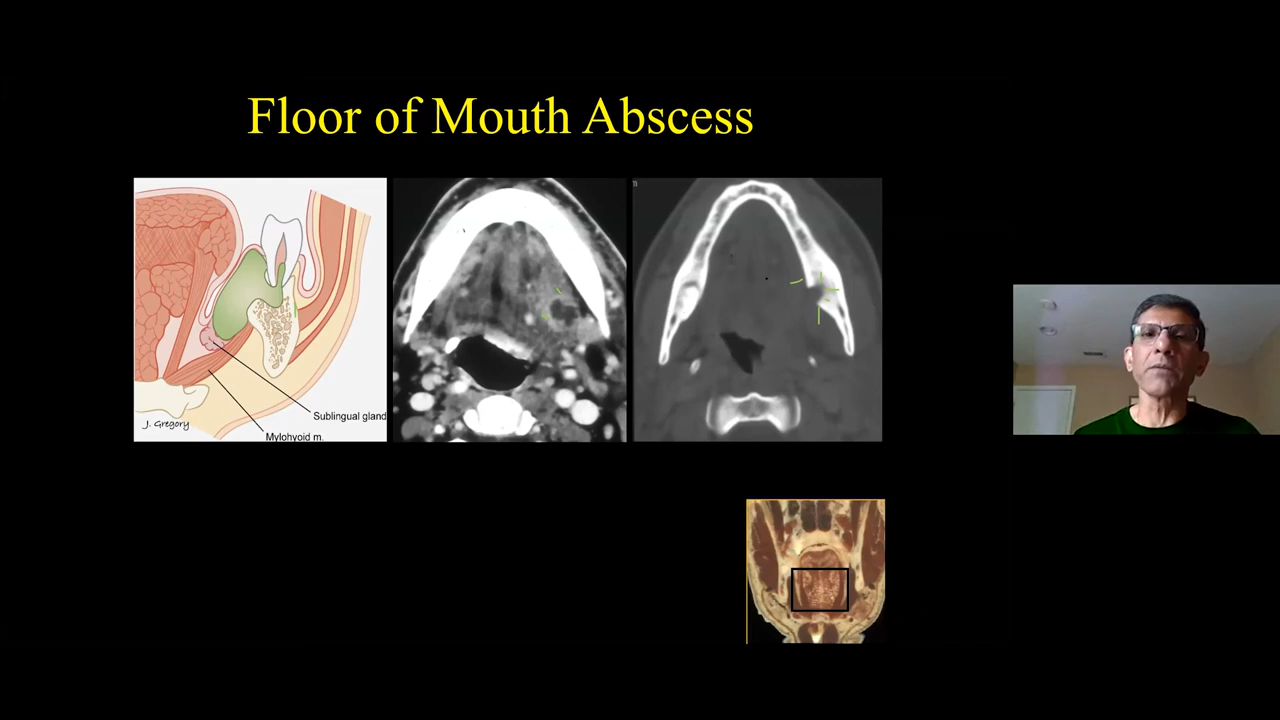 Floor of Mouth Abscess
Sublingual gland
J. Gregory
Mylohyoid m.